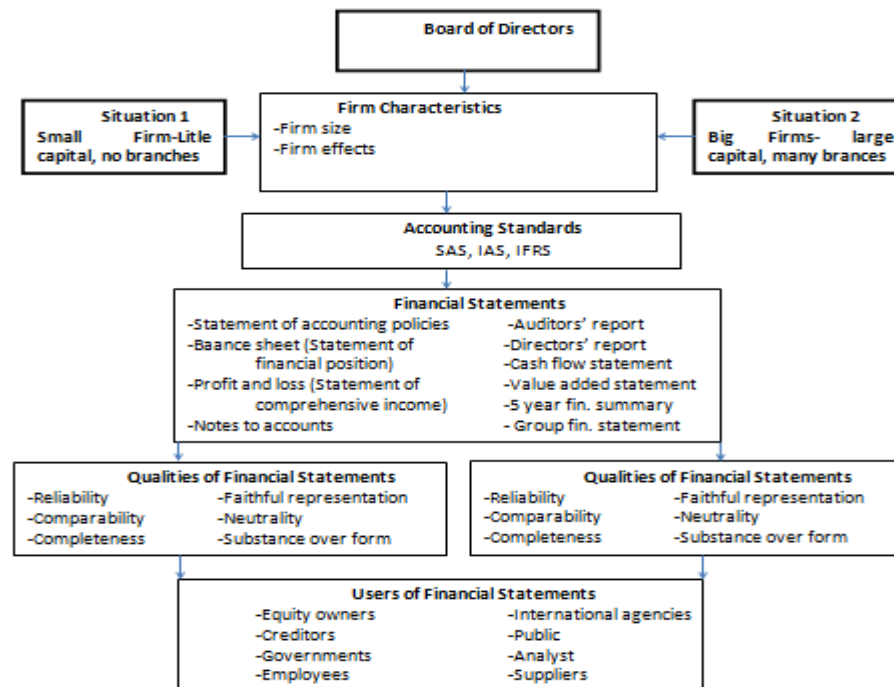 Board of Directors
Situation 1
Small Firm-Litle
capital, no branches
Firm Characteristics
-Firm size
-Firm effects
Situation 2
Big Firms- large
capital, many brances
Accounting Standards
SAS, IAS, IFRS
Financial Statements
-Statement of accounting policies
-Baance sheet (Statement of
financial position)
-Profit and loss (Statement of
comprehensive income)
-Notes to accounts
-Auditors’ report
-Directors’ report
-Cash flow statement
-Value added statement
-5 year fin. summary
- Group fin. statement
Qualities of Financial Statements
-Reliability
-Comparability
-Completeness
-Faithful representation
-Neutrality
-Substance over form
Qualities of Financial Statements
-Reliability
-Comparability
-Completeness
-Faithful representation
-Neutrality
-Substance over form
Users of Financial Statements
-Equity owners
-Creditors
-Governments
-Employees
-International agencies
-Public
-Analyst
-Suppliers